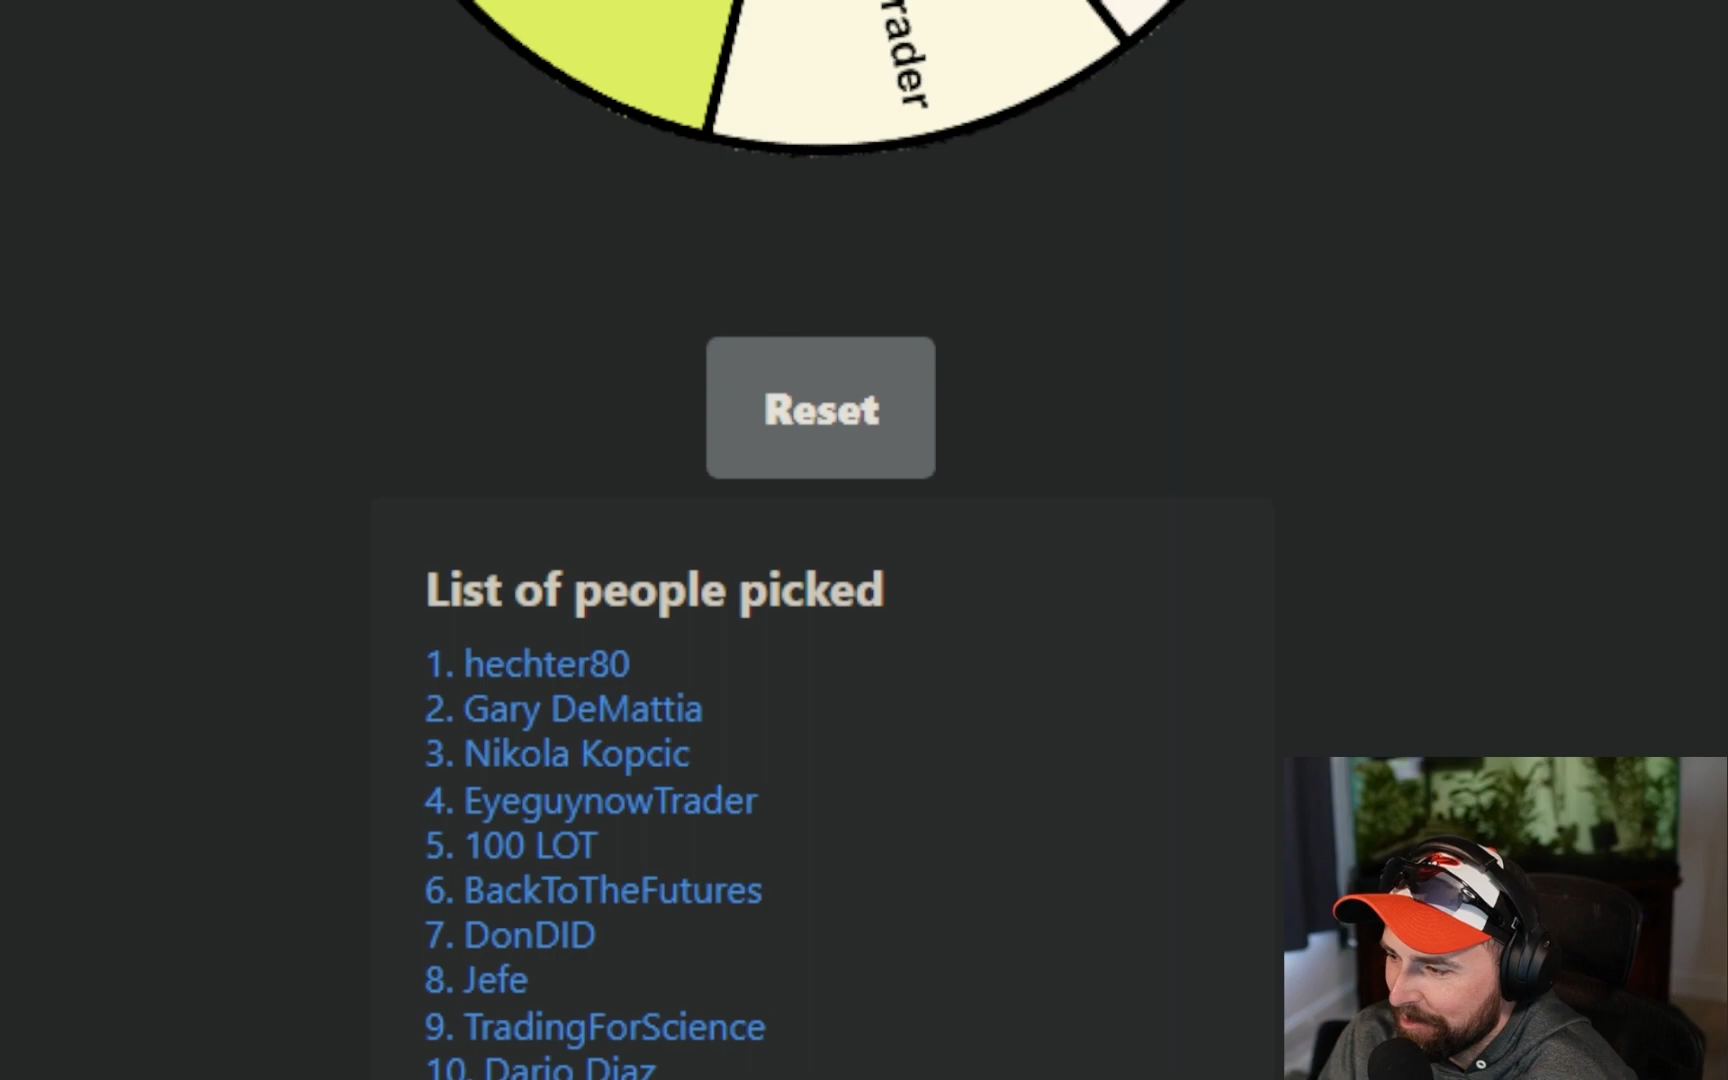 rader
Reset
List of people picked
1. hechter80
2. Gary DeMattia
3. Nikola Kopcic
4. EyeguynowTrader
5. 100 LOT
6. BackToTheFutures
7. DonDID
8. Jefe
9. TradingForScience
10. Dario Diaz